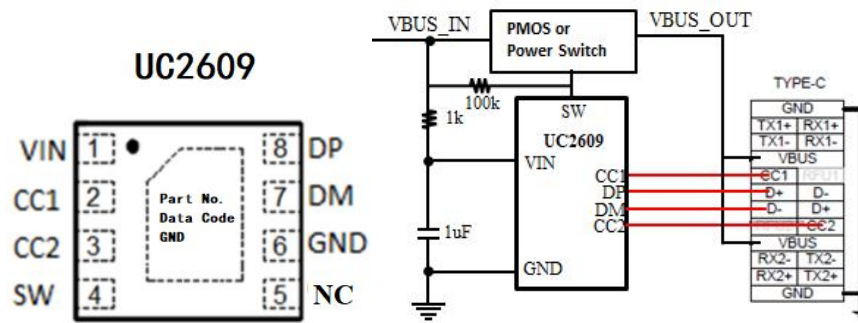 UC2609
VIN 1 8 DP
CC1 2 7 DM
CC2 3 6 GND
SW 4 5 NC
Part No.
Data Code
GND
VBUS_IN
PMOS or
Power Switch
VBUS_OUT
100k
1k
SW
UC2609
VIN
CC1
DP
DM
CC2
1uF
GND
TYPE-C
GND
TX1+ RX1+
TX1- RX1-
VBUS
CC1 RFU1
D+ D-
D- D+
CC2
VBUS
RX2- TX2-
RX2+ TX2+
GND